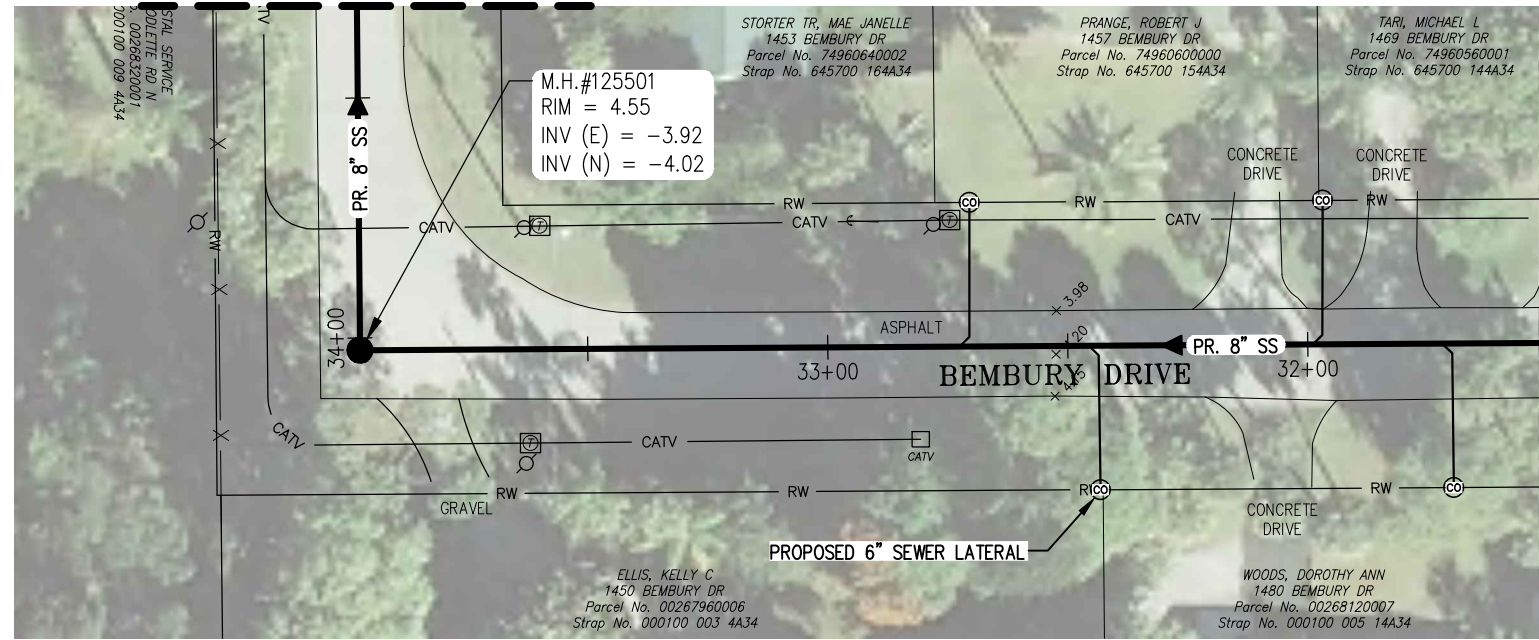 STORTER TR, MAE JANELLE
1453 BEMBURY DR
Parcel No. 74960640002
Strap No. 645700 164A34
PRANGE, ROBERT J
1457 BEMBURY DR
Parcel No. 74960600000
Strap No. 645700 154A34
TARI, MICHAEL L
1469 BEMBURY DR
Parcel No. 74960560001
Strap No. 645700 144A34
STAL SERVICE
ODLETTE RD N
o. 00268320001
000100 009 4A34
TV
M.H.#125501
RIM = 4.55
INV (E) = -3.92
INV (N) = -4.02
PR. 8" SS
CONCRETE
DRIVE
CONCRETE
DRIVE
RW
RW
RW
RW
CO
CO
CATV
T
CATV
T
CATV
3.98
34+00
ASPHALT
20
PR. 8" SS
33+00
BEMBURY DRIVE
32+00
CATV
T
CATV
CATV
GRAVEL
RW
RW
CO
RW
CO
CONCRETE
DRIVE
PROPOSED 6" SEWER LATERAL
ELLIS, KELLY C
1450 BEMBURY DR
Parcel No. 00267960006
Strap No. 000100 003 4A34
WOODS, DOROTHY ANN
1480 BEMBURY DR
Parcel No. 00268120007
Strap No. 000100 005 14A34